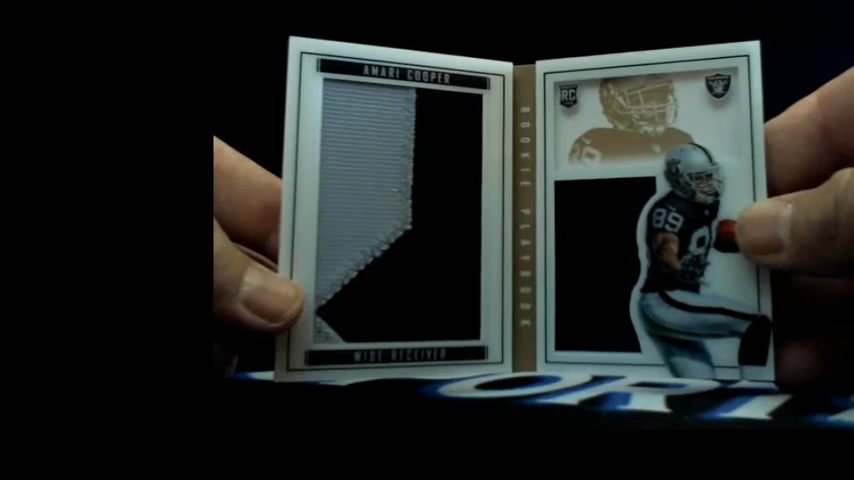 AMARI COOPER
WIDE RECEIVER
ROOKIE PLAYBOOK
RC
89